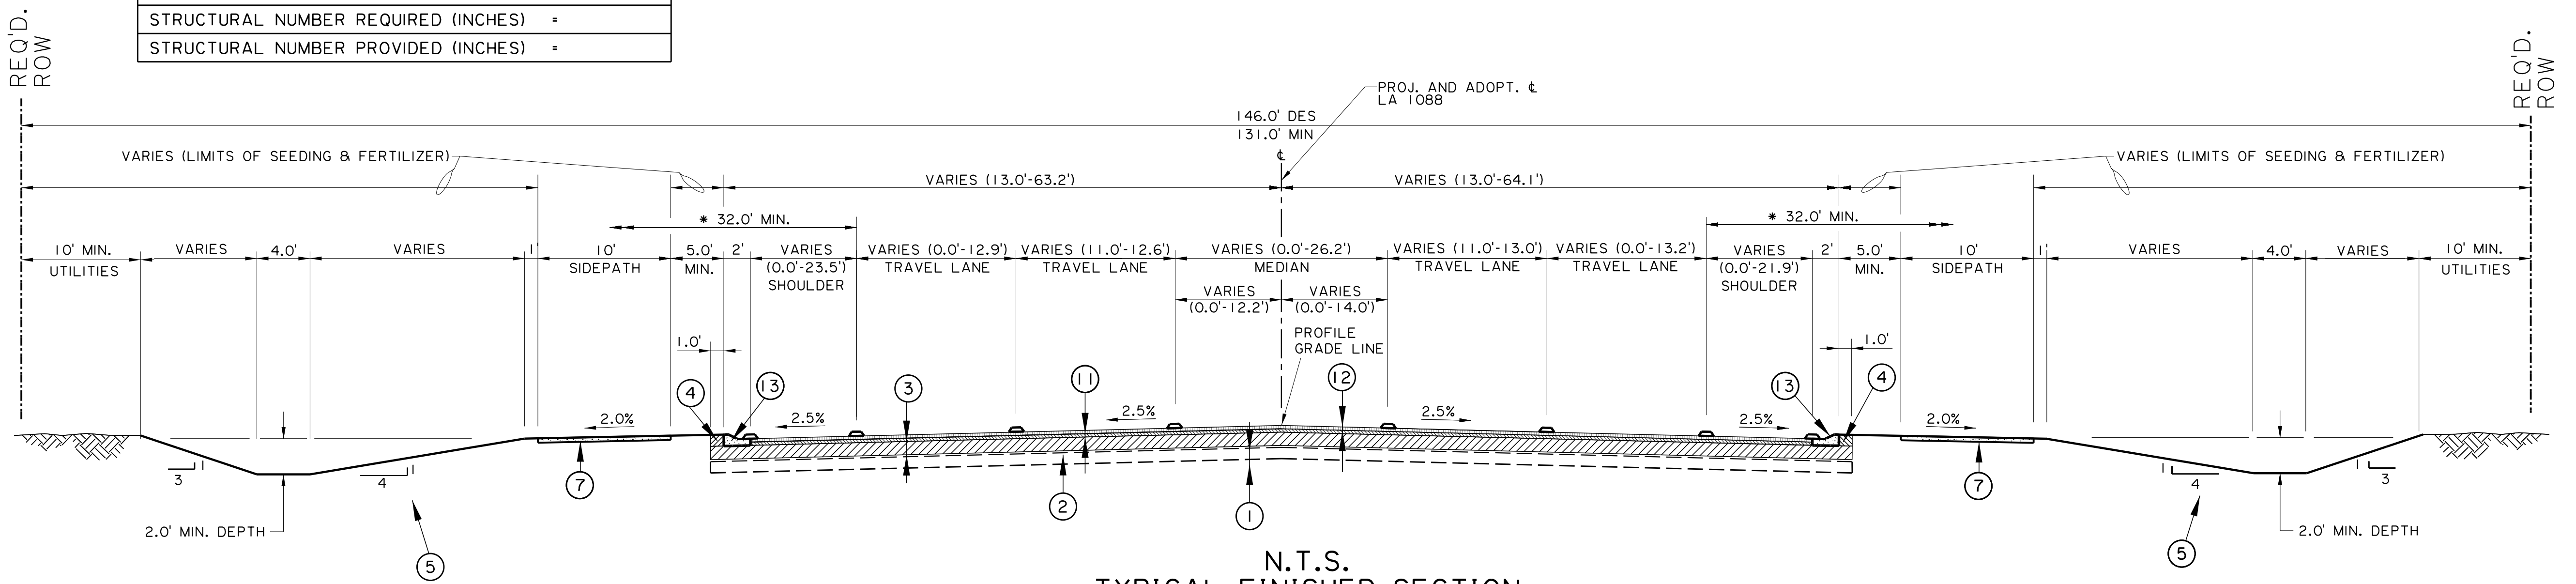 STRUCTURAL NUMBER REQUIRED (INCHES) =
STRUCTURAL NUMBER PROVIDED (INCHES) =
REQ'D.
ROW
REQ'D.
ROW
PROJ. AND ADOPT. ℄
LA 1088
146.0' DES
131.0' MIN
℄
VARIES (LIMITS OF SEEDING & FERTILIZER)
VARIES (LIMITS OF SEEDING & FERTILIZER)
VARIES (13.0'-63.2')
VARIES (13.0'-64.1')
* 32.0' MIN.
* 32.0' MIN.
10' MIN.
UTILITIES
VARIES
4.0'
VARIES
1'
10'
SIDEPATH
5.0'
MIN.
2'
VARIES
(0.0'-23.5')
SHOULDER
VARIES (0.0'-12.9')
TRAVEL LANE
VARIES (11.0'-12.6')
TRAVEL LANE
VARIES (0.0'-26.2')
MEDIAN
VARIES (11.0'-13.0')
TRAVEL LANE
VARIES (0.0'-13.2')
TRAVEL LANE
VARIES
(0.0'-21.9')
SHOULDER
2'
5.0'
MIN.
10'
SIDEPATH
1'
VARIES
4.0'
VARIES
10' MIN.
UTILITIES
VARIES
(0.0'-12.2')
VARIES
(0.0'-14.0')
PROFILE
GRADE LINE
1.0'
1.0'
4
13
3
11
12
13
4
2.0%
2.5%
2.5%
2.5%
2.5%
2.0%
1
3
1
4
7
2
1
7
1
4
1
3
2.0' MIN. DEPTH
2.0' MIN. DEPTH
5
5
N.T.S.
TYPICAL FINISHED SECTION